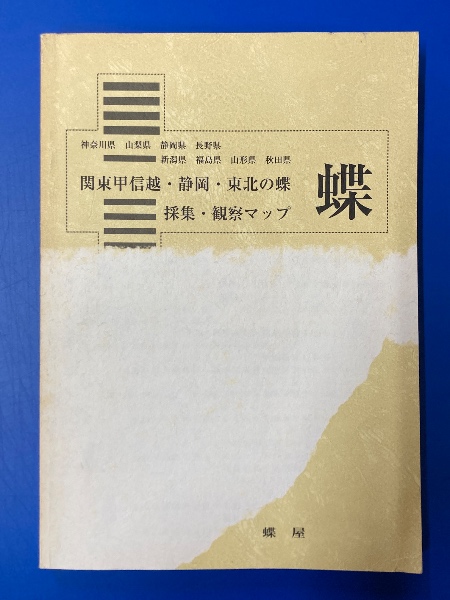 神奈川県 山梨県 静岡県 長野県
新潟県 福島県 山形県 秋田県
関東甲信越・静岡・東北の蝶
採集・観察マップ
蝶
蝶屋